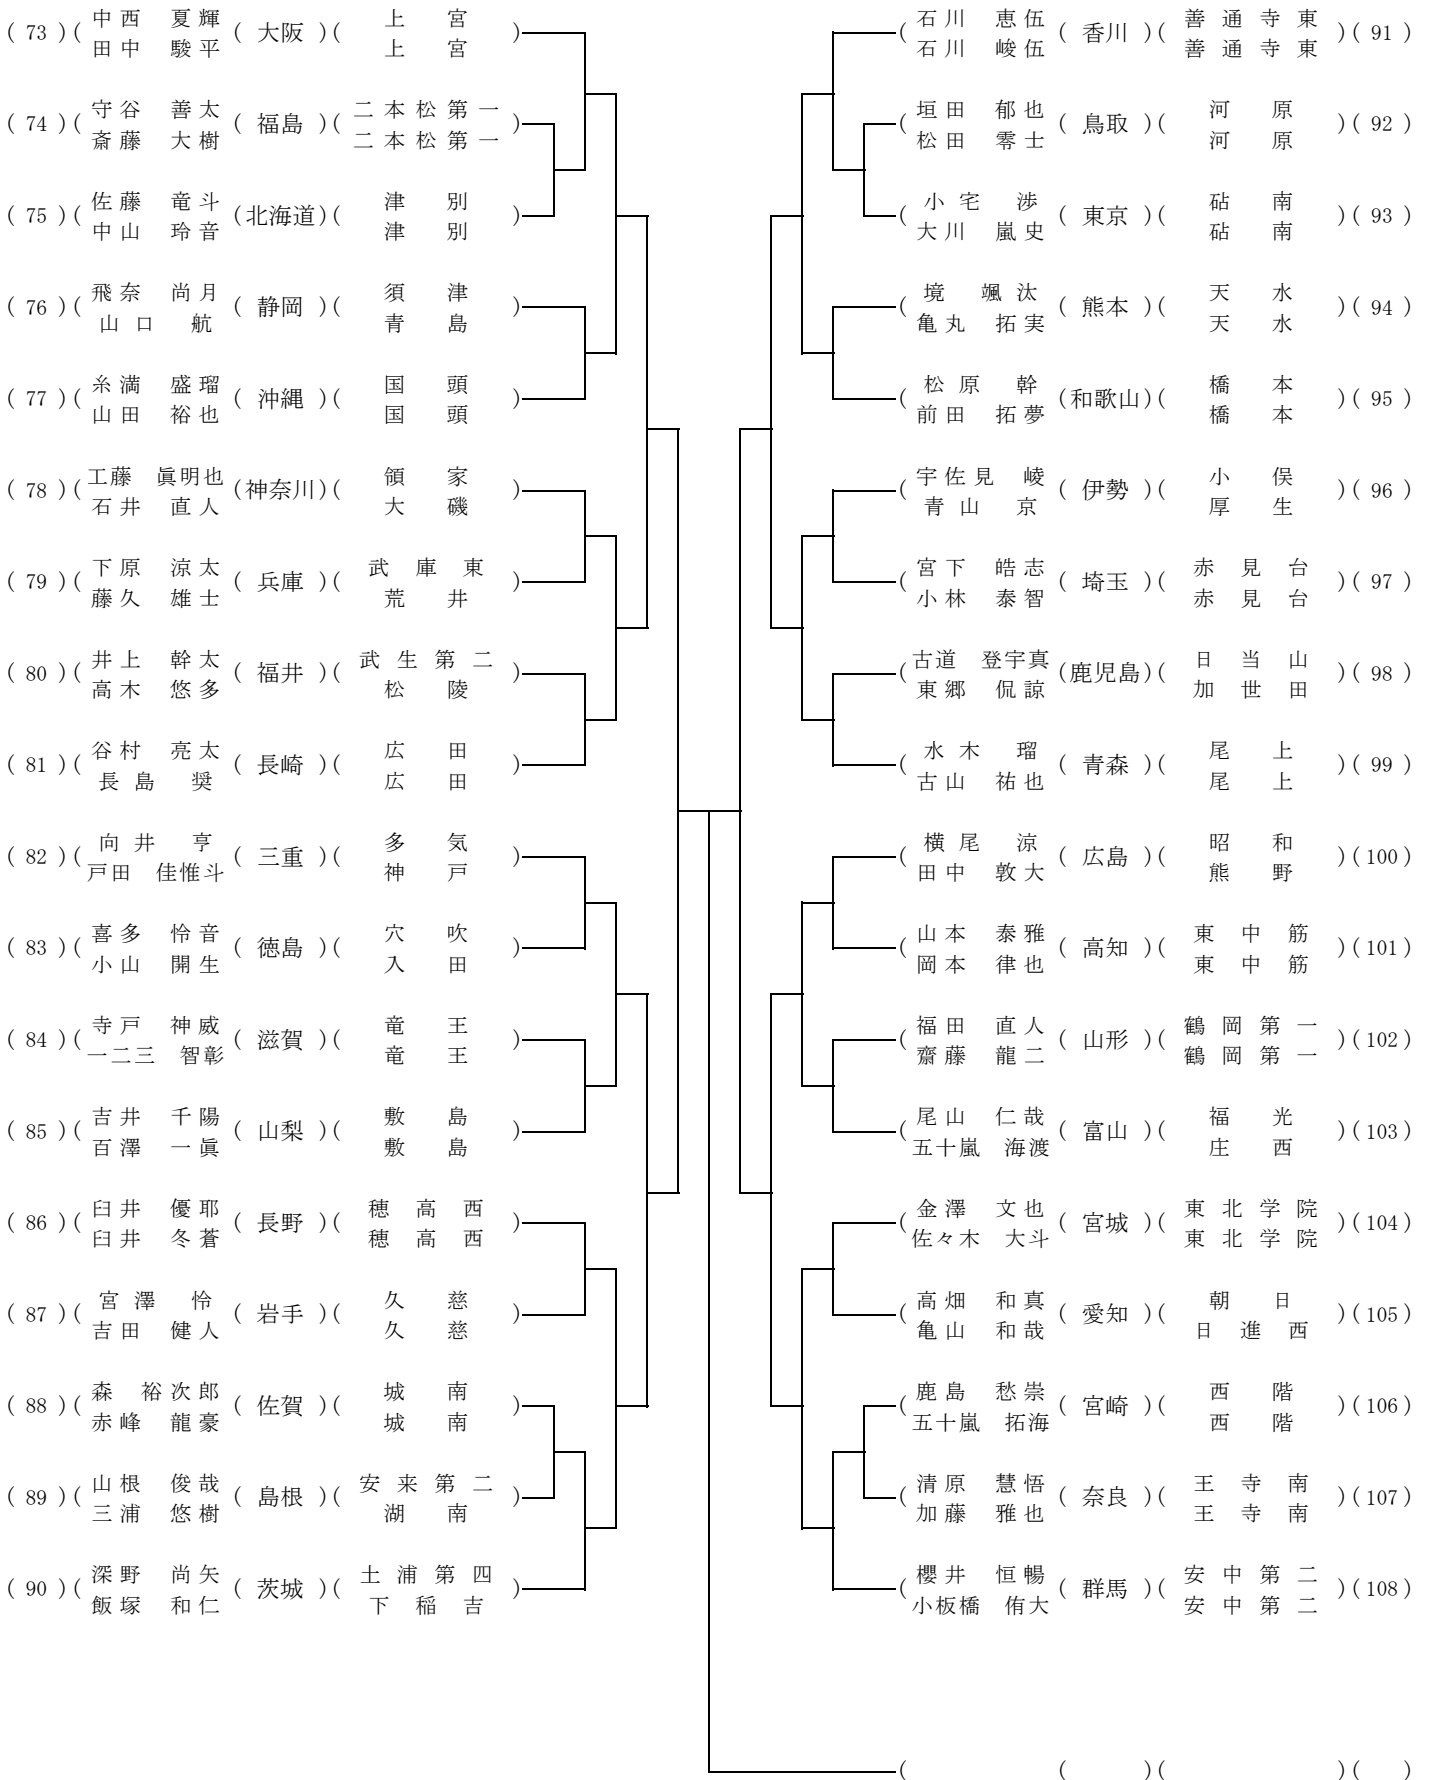 ( 73 )( 中西 夏輝 ( 大阪 )( 上宮 )
田中 駿平 上宮
( 74 )( 守谷 善太 ( 福島 )( 二本松第一 )
斎藤 大樹 二本松第一
( 75 )( 佐藤 竜斗 (北海道)( 津別 )
中山 玲音 津別
( 76 )( 飛奈 尚月 ( 静岡 )( 須津 )
山口 航 青島
( 77 )( 糸満 盛瑠 ( 沖縄 )( 国頭 )
山田 裕也 国頭
( 78 )( 工藤 眞明也 (神奈川)( 領家 )
石井 直人 大磯
( 79 )( 下原 涼太 ( 兵庫 )( 武庫東 )
藤久 雄士 荒井
( 80 )( 井上 幹太 ( 福井 )( 武生第二 )
高木 悠多 松陵
( 81 )( 谷村 亮太 ( 長崎 )( 広田 )
長島 奨 広田
( 82 )( 向井 亨 ( 三重 )( 多気 )
戸田 佳惟斗 神戸
( 83 )( 喜多 怜音 ( 徳島 )( 穴吹 )
小山 開生 入田
( 84 )( 寺戸 神威 ( 滋賀 )( 竜王 )
一二三 智彰 竜王
( 85 )( 吉井 千陽 ( 山梨 )( 敷島 )
百澤 一眞 敷島
( 86 )( 臼井 優耶 ( 長野 )( 穂高西 )
臼井 冬蒼 穂高西
( 87 )( 宮澤 怜 ( 岩手 )( 久慈 )
吉田 健人 久慈
( 88 )( 森 裕次郎 ( 佐賀 )( 城南 )
赤峰 龍豪 城南
( 89 )( 山根 俊哉 ( 島根 )( 安来第二 )
三浦 悠樹 湖南
( 90 )( 深野 尚矢 ( 茨城 )( 土浦第四 )
飯塚 和仁 下稲吉
( 石川 恵伍 ( 香川 )( 善通寺東 )( 91 )
石川 峻伍 善通寺東
( 垣田 郁也 ( 鳥取 )( 河原 )( 92 )
松田 零士 河原
( 小宅 渉 ( 東京 )( 砧南 )( 93 )
大川 嵐史 砧南
( 境 颯汰 ( 熊本 )( 天水 )( 94 )
亀丸 拓実 天水
( 松原 幹 (和歌山)( 橋本 )( 95 )
前田 拓夢 橋本
( 宇佐見 崚 ( 伊勢 )( 小俣 )( 96 )
青山 京 厚生
( 宮下 皓志 ( 埼玉 )( 赤見台 )( 97 )
小林 泰智 赤見台
( 古道 登宇真 (鹿児島)( 日当山 )( 98 )
東郷 侃諒 加世田
( 水木 瑠 ( 青森 )( 尾上 )( 99 )
古山 祐也 尾上
( 横尾 涼 ( 広島 )( 昭和 )(100)
田中 敦大 熊野
( 山本 泰雅 ( 高知 )( 東中筋 )(101)
岡本 律也 東中筋
( 福田 直人 ( 山形 )( 鶴岡第一 )(102)
齋藤 龍二 鶴岡第一
( 尾山 仁哉 ( 富山 )( 福光 )(103)
五十嵐 海渡 庄西
( 金澤 文也 ( 宮城 )( 東北学院 )(104)
佐々木 大斗 東北学院
( 高畑 和真 ( 愛知 )( 朝日 )(105)
亀山 和哉 日進西
( 鹿島 愁崇 ( 宮崎 )( 西階 )(106)
五十嵐 拓海 西階
( 清原 慧悟 ( 奈良 )( 王寺南 )(107)
加藤 雅也 王寺南
( 櫻井 恒暢 ( 群馬 )( 安中第二 )(108)
小板橋 侑大 安中第二
( ( )( )( )